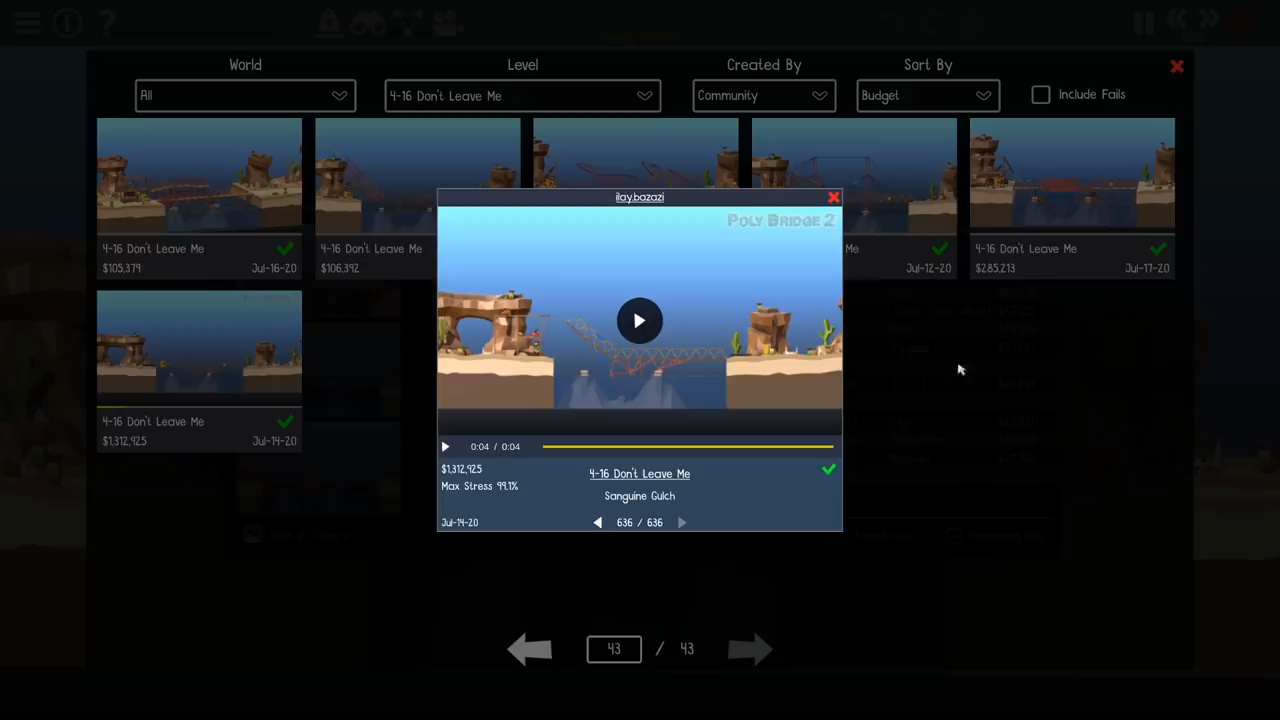 World
Level
Created By
Sort By
All
4-16 Don't Leave Me
Community
Budget
Include Fails
ilay.bazazi
POLY BRIDGE 2
4-16 Don't Leave Me
$105,379
Jul-16-20
4-16 Don't Leave Me
$106,392
Me
Jul-12-20
4-16 Don't Leave Me
$285,213
Jul-17-20
4-16 Don't Leave Me
$1,312,925
Jul-14-20
0:04 / 0:04
$1,312,925
4-16 Don't Leave Me
Max Stress 99.1%
Sanguine Gulch
Jul-14-20
636 / 636
43 / 43